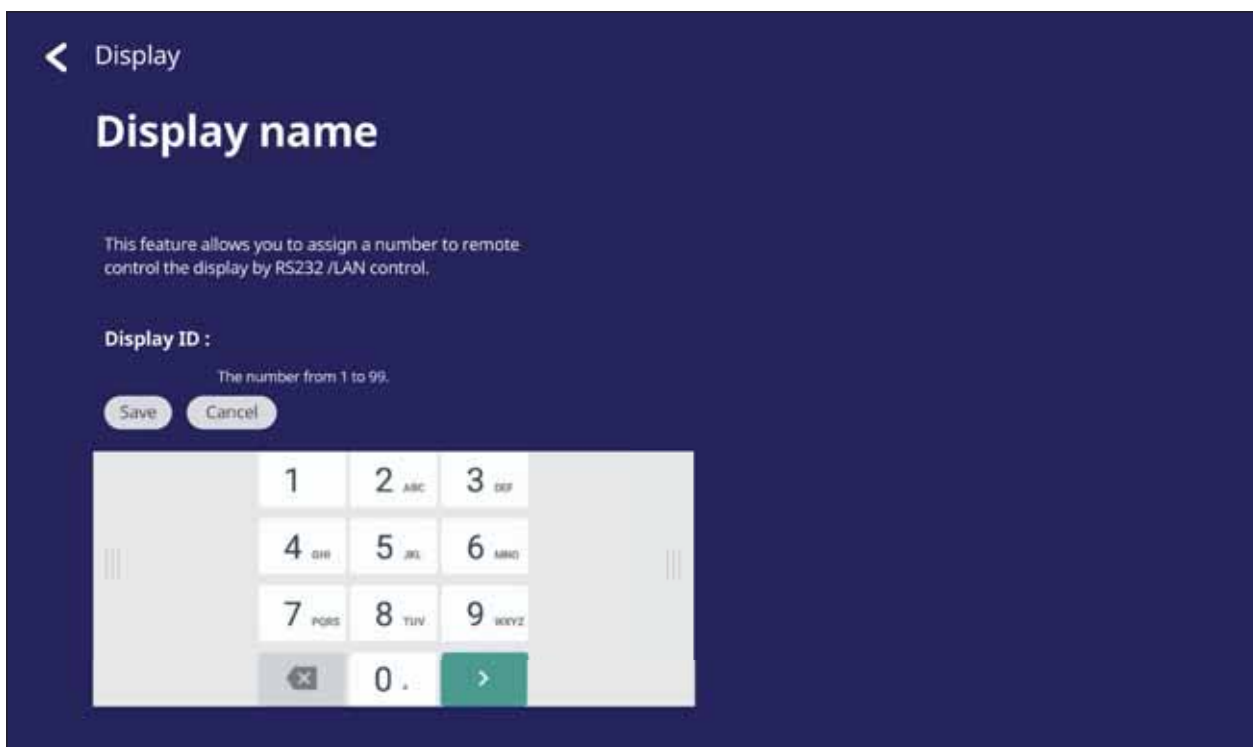 Display
Display name
This feature allows you to assign a number to remote
control the display by RS232 /LAN control.
Display ID :
The number from 1 to 99.
Save Cancel
1 2 ABC 3 DEF
4 GHI 5 JKL 6 MNO
7 PQRS 8 TUV 9 WXYZ
0